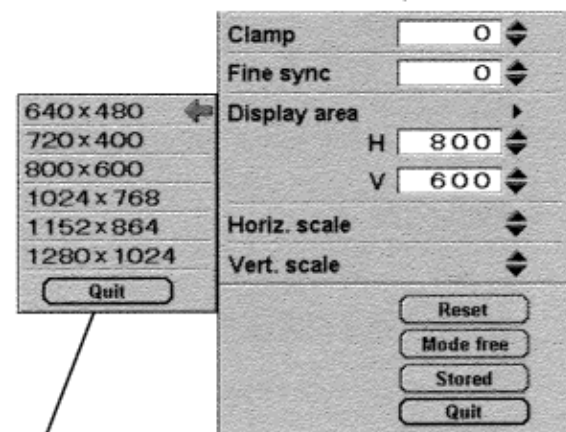 Clamp 0
Fine sync 0
Display area
H 800
V 600
Horiz. scale
Vert. scale
Reset
Mode free
Stored
Quit
640x480
720x400
800x600
1024x768
1152x864
1280x1024
Quit